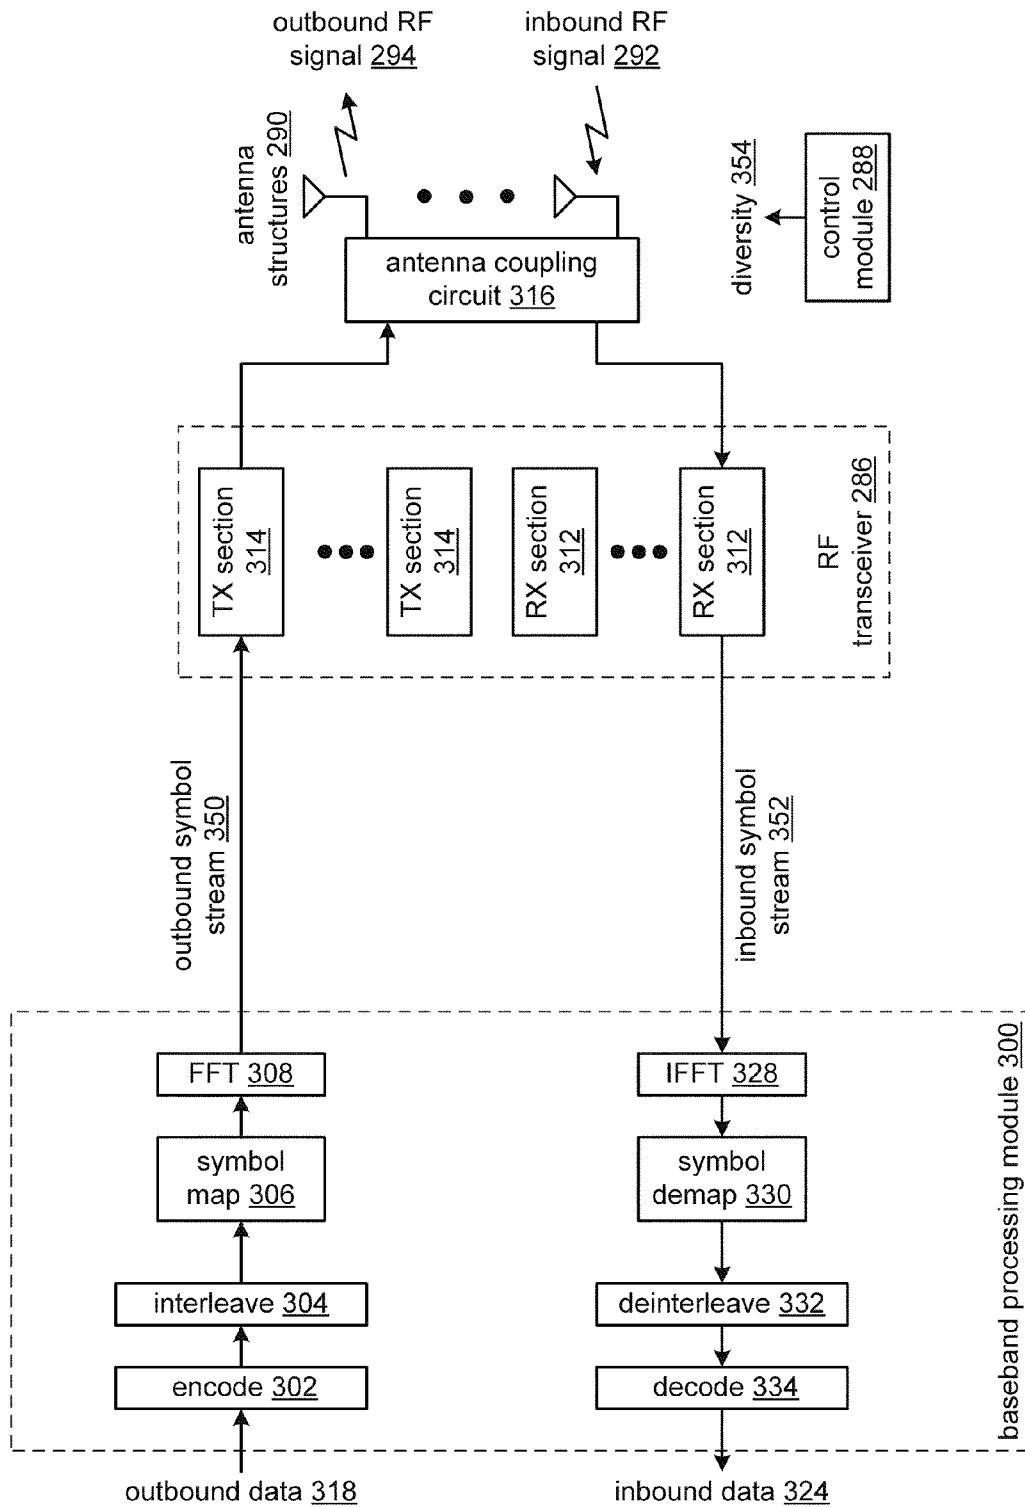 outbound RF
signal 294
inbound RF
signal 292
antenna
structures 290
antenna coupling
circuit 316
diversity 354
control
module 288
TX section
314
TX section
314
RX section
312
RX section
312
RF
transceiver 286
outbound symbol
stream 350
inbound symbol
stream 352
FFT 308
IFFT 328
symbol
map 306
symbol
demap 330
interleave 304
deinterleave 332
encode 302
decode 334
baseband processing module 300
outbound data 318
inbound data 324